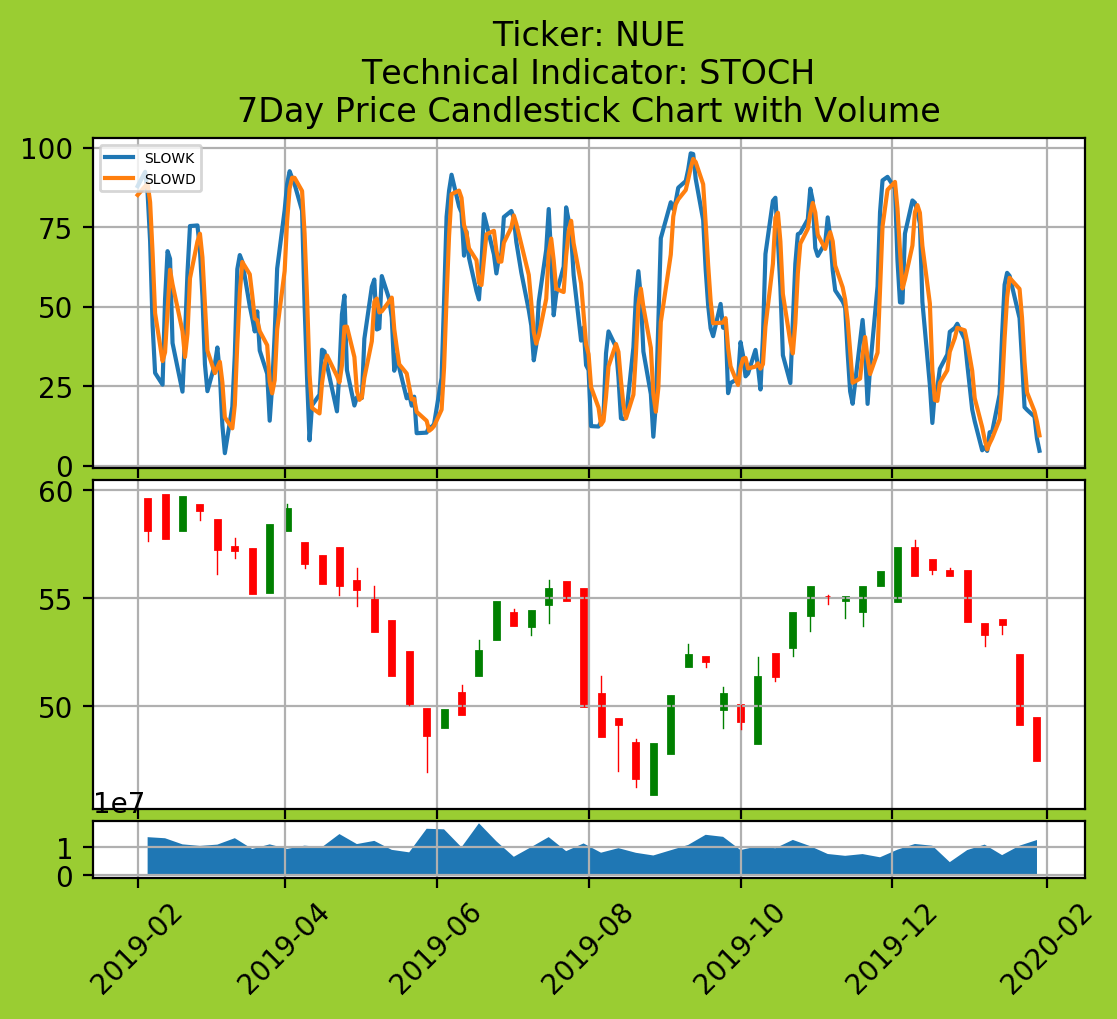 Ticker: NUE
Technical Indicator: STOCH
7Day Price Candlestick Chart with Volume
100
SLOWK
SLOWD
75
50
25
0
60
55
50
1e7
1
0
2019-02
2019-04
2019-06
2019-08
2019-10
2019-12
2020-02